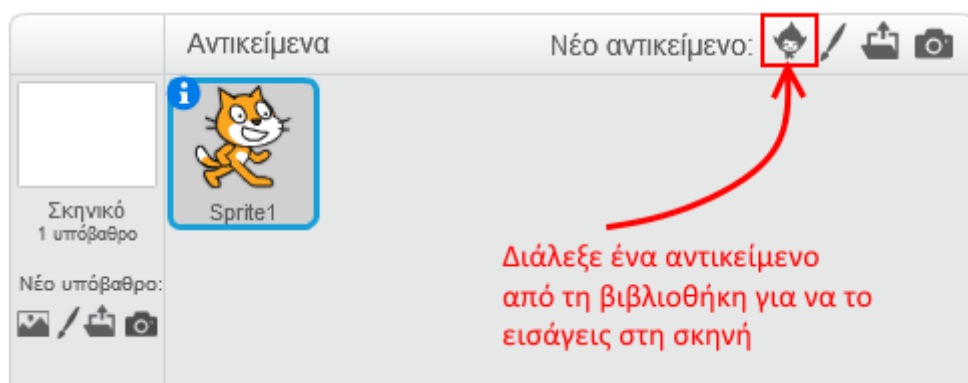 Αντικείμενα
Νέο αντικείμενο:
Sprite1
Σκηνικό
1 υπόβαθρο
Νέο υπόβαθρο:
Διάλεξε ένα αντικείμενο
από τη βιβλιοθήκη για να το
εισάγεις στη σκηνή